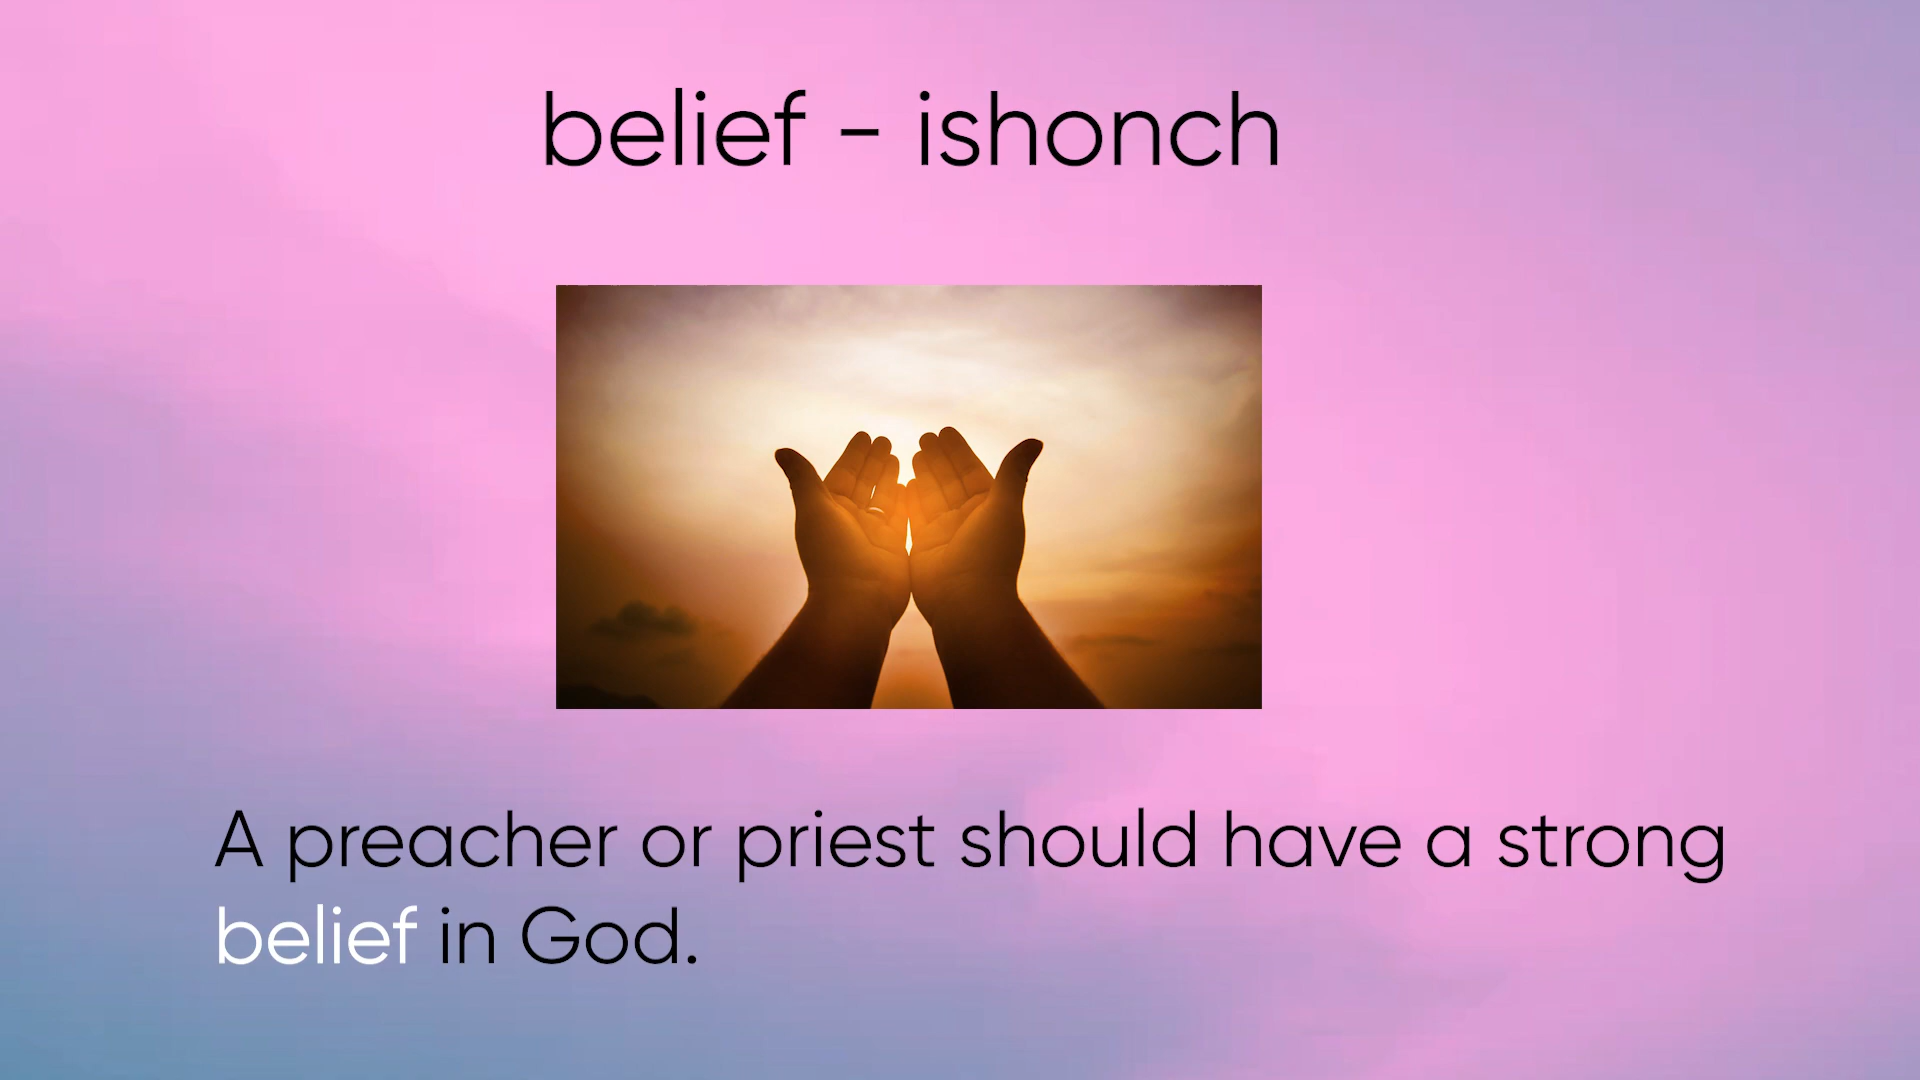 belief - ishonch
A preacher or priest should have a strong
belief in God.